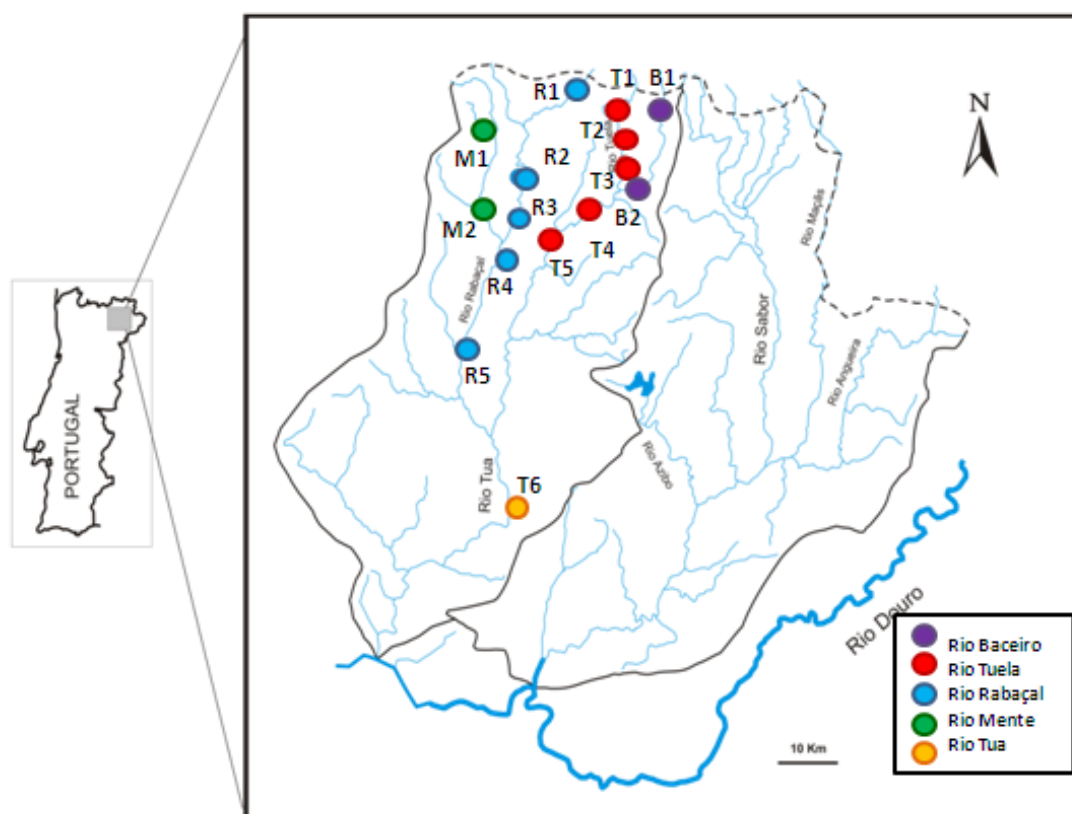 T1
B1
R1
N
T2
Rio Tuela
M1
R2
T3
R3
B2
M2
T4
T5
R4
Rio Rabaçal
Rio Maçãs
Rio Sabor
Rio Angueira
R5
PORTUGAL
Rio Azibo
Rio Tua
T6
Rio Douro
10 Km
Rio Baceiro
Rio Tuela
Rio Rabaçal
Rio Mente
Rio Tua